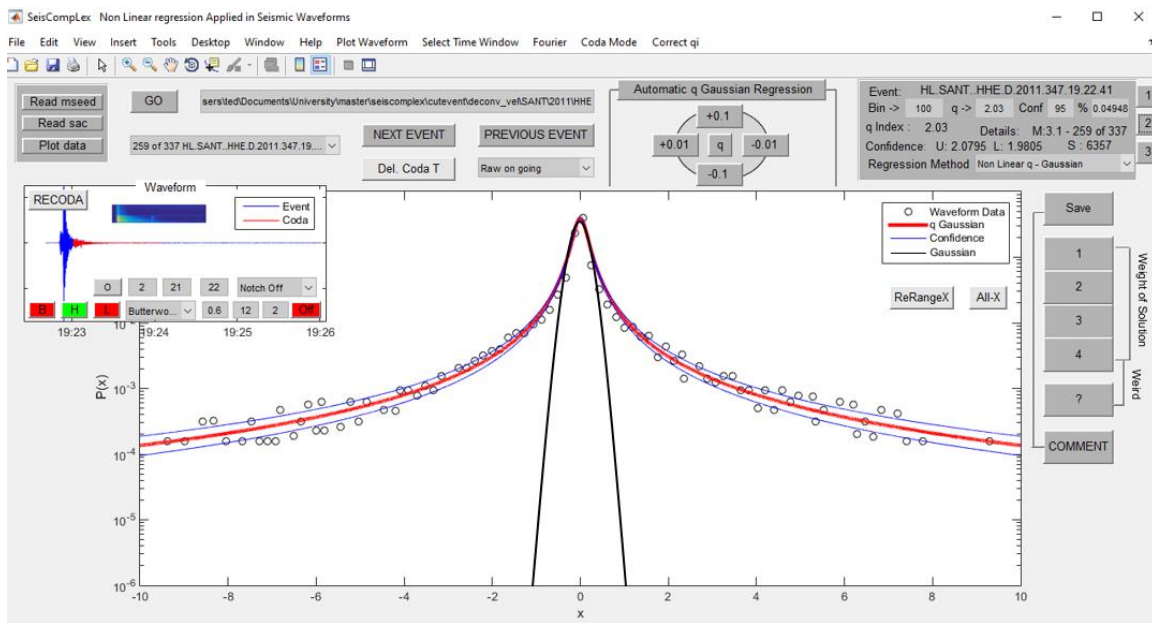 SeisCompLex Non Linear regression Applied in Seismic Waveforms
File Edit View Insert Tools Desktop Window Help Plot Waveform Select Time Window Fourier Coda Mode Correct qi
Read mseed
Read sac
Plot data
GO
sers\ted\Documents\University\master\seiscomplex\cutevent\deconv_vel\SANT\2011\HHE
259 of 337 HL.SANT..HHE.D.2011.347.19....
NEXT EVENT
PREVIOUS EVENT
Del. Coda T
Raw on going
Automatic q Gaussian Regression
+0.1
+0.01 q -0.01
-0.1
Event: HL.SANT..HHE.D.2011.347.19.22.41
Bin -> 100 q -> 2.03 Conf 95 % 0.04948
q Index : 2.03 Details: M:3.1 - 259 of 337
Confidence: U: 2.0795 L: 1.9805 S : 6357
Regression Method Non Linear q - Gaussian
1
2
3
Waveform
RECODA
Event
Coda
O 2 21 22 Notch Off
B H L Butterwo... 0.6 12 2 Off
19:23 19:24 19:25 19:26
Waveform Data
q Gaussian
Confidence
Gaussian
ReRangeX All-X
Save
1
2
3
4
?
COMMENT
Weight of Solution
Weird
P(x)
10-2
10-3
10-4
10-5
10-6
-10 -8 -6 -4 -2 0 2 4 6 8 10
x